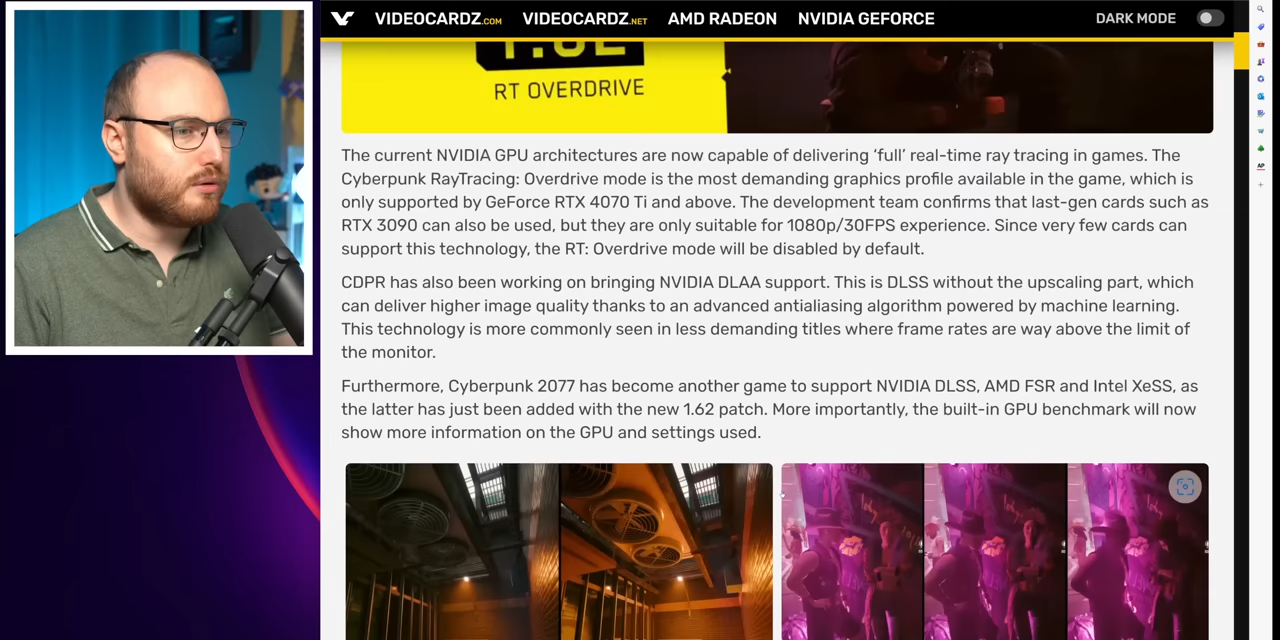 VIDEOCARDZ.COM VIDEOCARDZ.NET AMD RADEON NVIDIA GEFORCE DARK MODE
RT OVERDRIVE
The current NVIDIA GPU architectures are now capable of delivering ‘full’ real-time ray tracing in games. The
Cyberpunk RayTracing: Overdrive mode is the most demanding graphics profile available in the game, which is
only supported by GeForce RTX 4070 Ti and above. The development team confirms that last-gen cards such as
RTX 3090 can also be used, but they are only suitable for 1080p/30FPS experience. Since very few cards can
support this technology, the RT: Overdrive mode will be disabled by default.
CDPR has also been working on bringing NVIDIA DLAA support. This is DLSS without the upscaling part, which
can deliver higher image quality thanks to an advanced antialiasing algorithm powered by machine learning.
This technology is more commonly seen in less demanding titles where frame rates are way above the limit of
the monitor.
Furthermore, Cyberpunk 2077 has become another game to support NVIDIA DLSS, AMD FSR and Intel XeSS, as
the latter has just been added with the new 1.62 patch. More importantly, the built-in GPU benchmark will now
show more information on the GPU and settings used.
AP